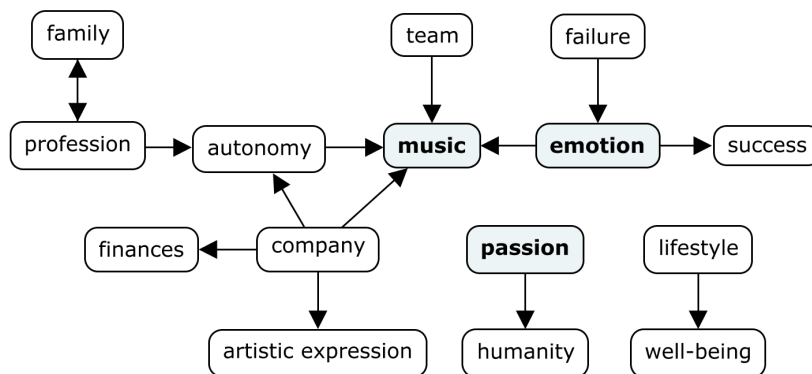 family
team
failure
profession
autonomy
music
emotion
success
finances
company
passion
lifestyle
artistic expression
humanity
well-being